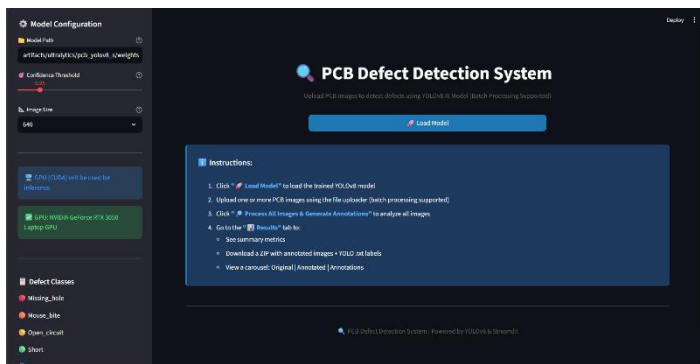 Model Configuration
Model Path
artifacts/ultralytics/pcb_yolov8_s/weights
Confidence Threshold
0.25
Image Size
640
GPU (CUDA) will be used for
inference
GPU: NVIDIA GeForce RTX 3050
Laptop GPU
Defect Classes
Missing_hole
Mouse_bite
Open_circuit
Short
Deploy
PCB Defect Detection System
Upload PCB images to detect defects using YOLOv8 AI Model (Batch Processing Supported)
Load Model
Instructions:
1. Click "🚀 Load Model" to load the trained YOLOv8 model
2. Upload one or more PCB images using the file uploader (batch processing supported)
3. Click "🔎 Process All Images & Generate Annotations" to analyze all images
4. Go to the "📊 Results" tab to:
○ See summary metrics
○ Download a ZIP with annotated images + YOLO .txt labels
○ View a carousel: Original | Annotated | Annotations
PCB Defect Detection System | Powered by YOLOv8 & Streamlit